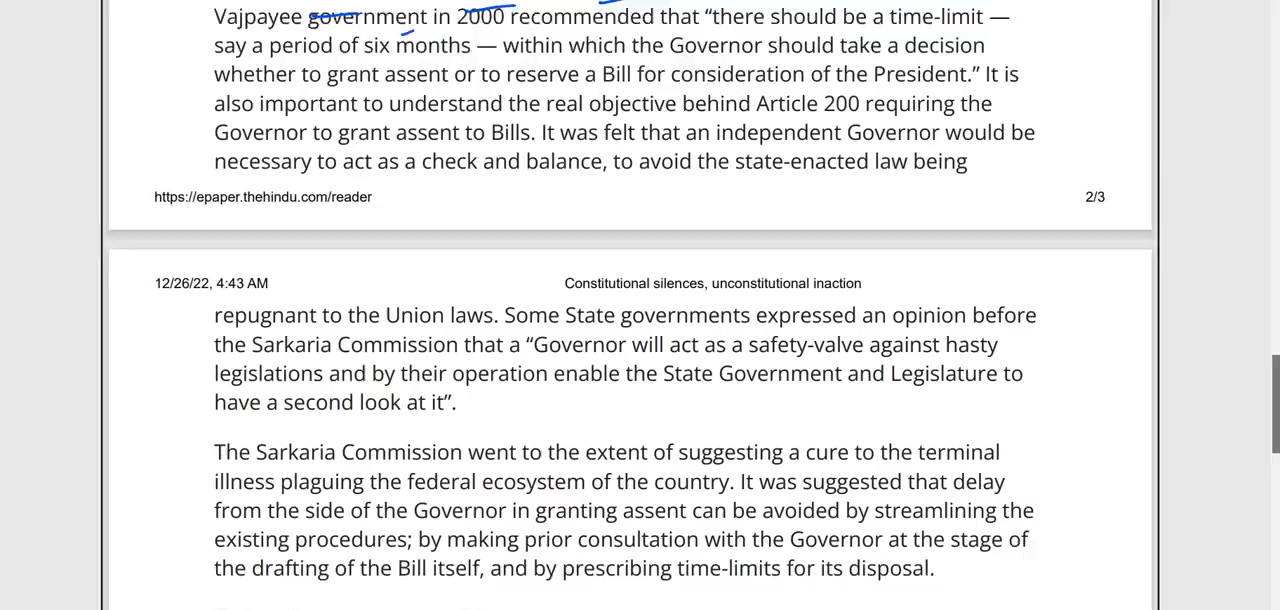 Vajpayee government in 2000 recommended that “there should be a time-limit —
say a period of six months — within which the Governor should take a decision
whether to grant assent or to reserve a Bill for consideration of the President.” It is
also important to understand the real objective behind Article 200 requiring the
Governor to grant assent to Bills. It was felt that an independent Governor would be
necessary to act as a check and balance, to avoid the state-enacted law being
https://epaper.thehindu.com/reader 2/3
12/26/22, 4:43 AM Constitutional silences, unconstitutional inaction
repugnant to the Union laws. Some State governments expressed an opinion before
the Sarkaria Commission that a “Governor will act as a safety-valve against hasty
legislations and by their operation enable the State Government and Legislature to
have a second look at it”.
The Sarkaria Commission went to the extent of suggesting a cure to the terminal
illness plaguing the federal ecosystem of the country. It was suggested that delay
from the side of the Governor in granting assent can be avoided by streamlining the
existing procedures; by making prior consultation with the Governor at the stage of
the drafting of the Bill itself, and by prescribing time-limits for its disposal.